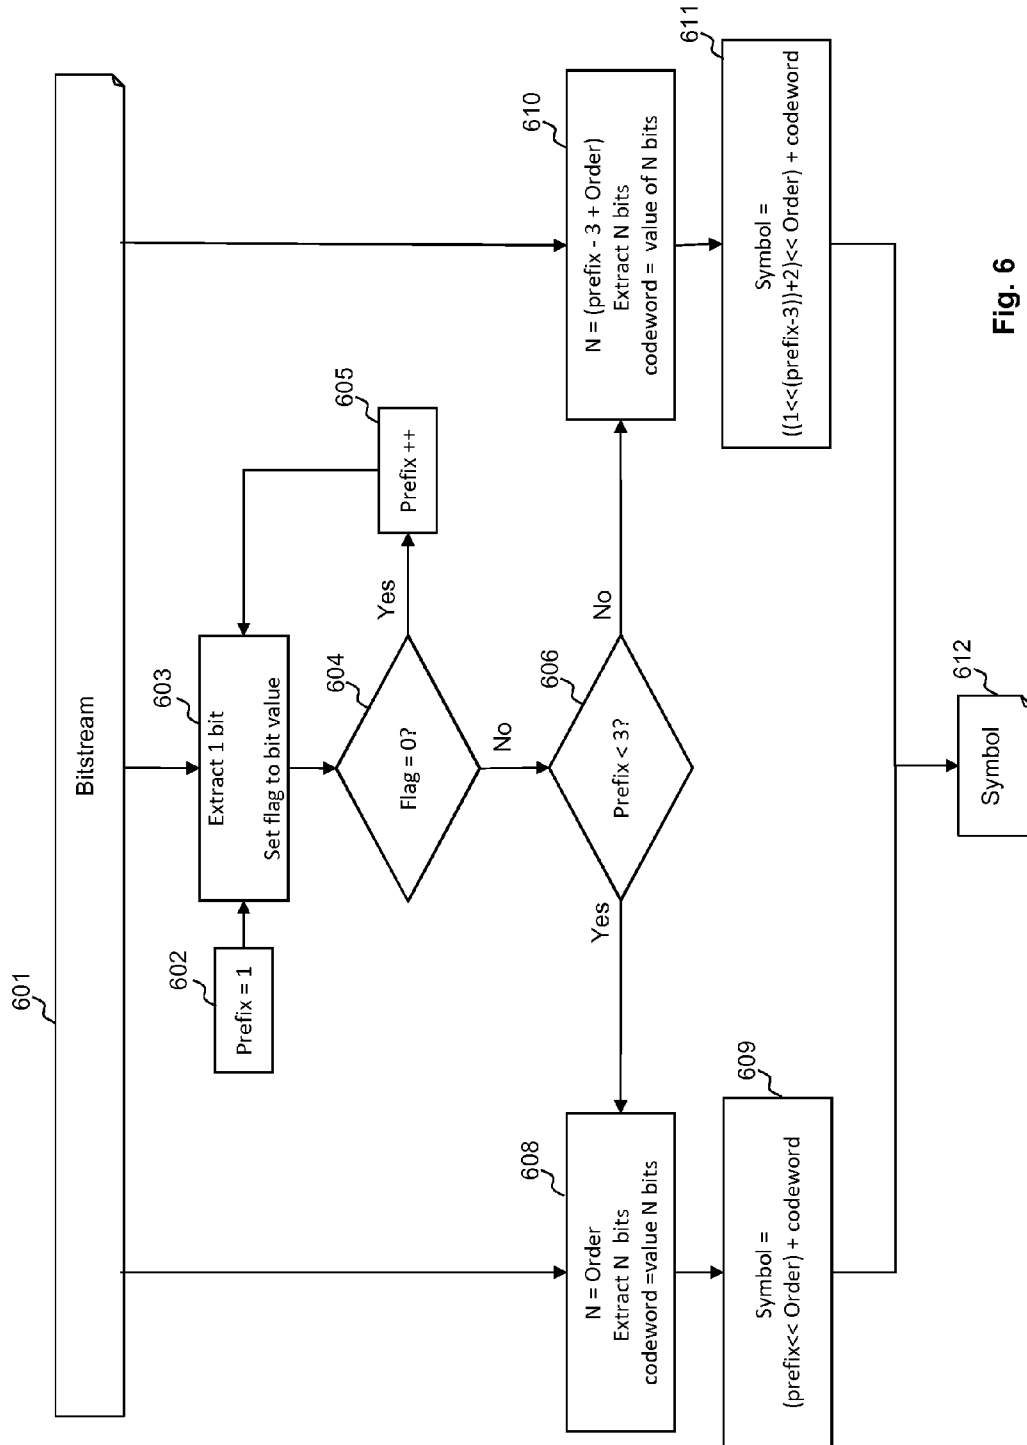 601
Bitstream
602
Prefix = 1
603
Extract 1 bit
Set flag to bit value
604
Flag = 0?
Yes
605
Prefix ++
No
606
Prefix < 3?
Yes
No
608
N = Order
Extract N bits
codeword =value N bits
609
Symbol =
(prefix<< Order) + codeword
610
N = (prefix - 3 + Order)
Extract N bits
codeword = value of N bits
611
Symbol =
((1<<(prefix-3))+2)<< Order) + codeword
612
Symbol
Fig. 6